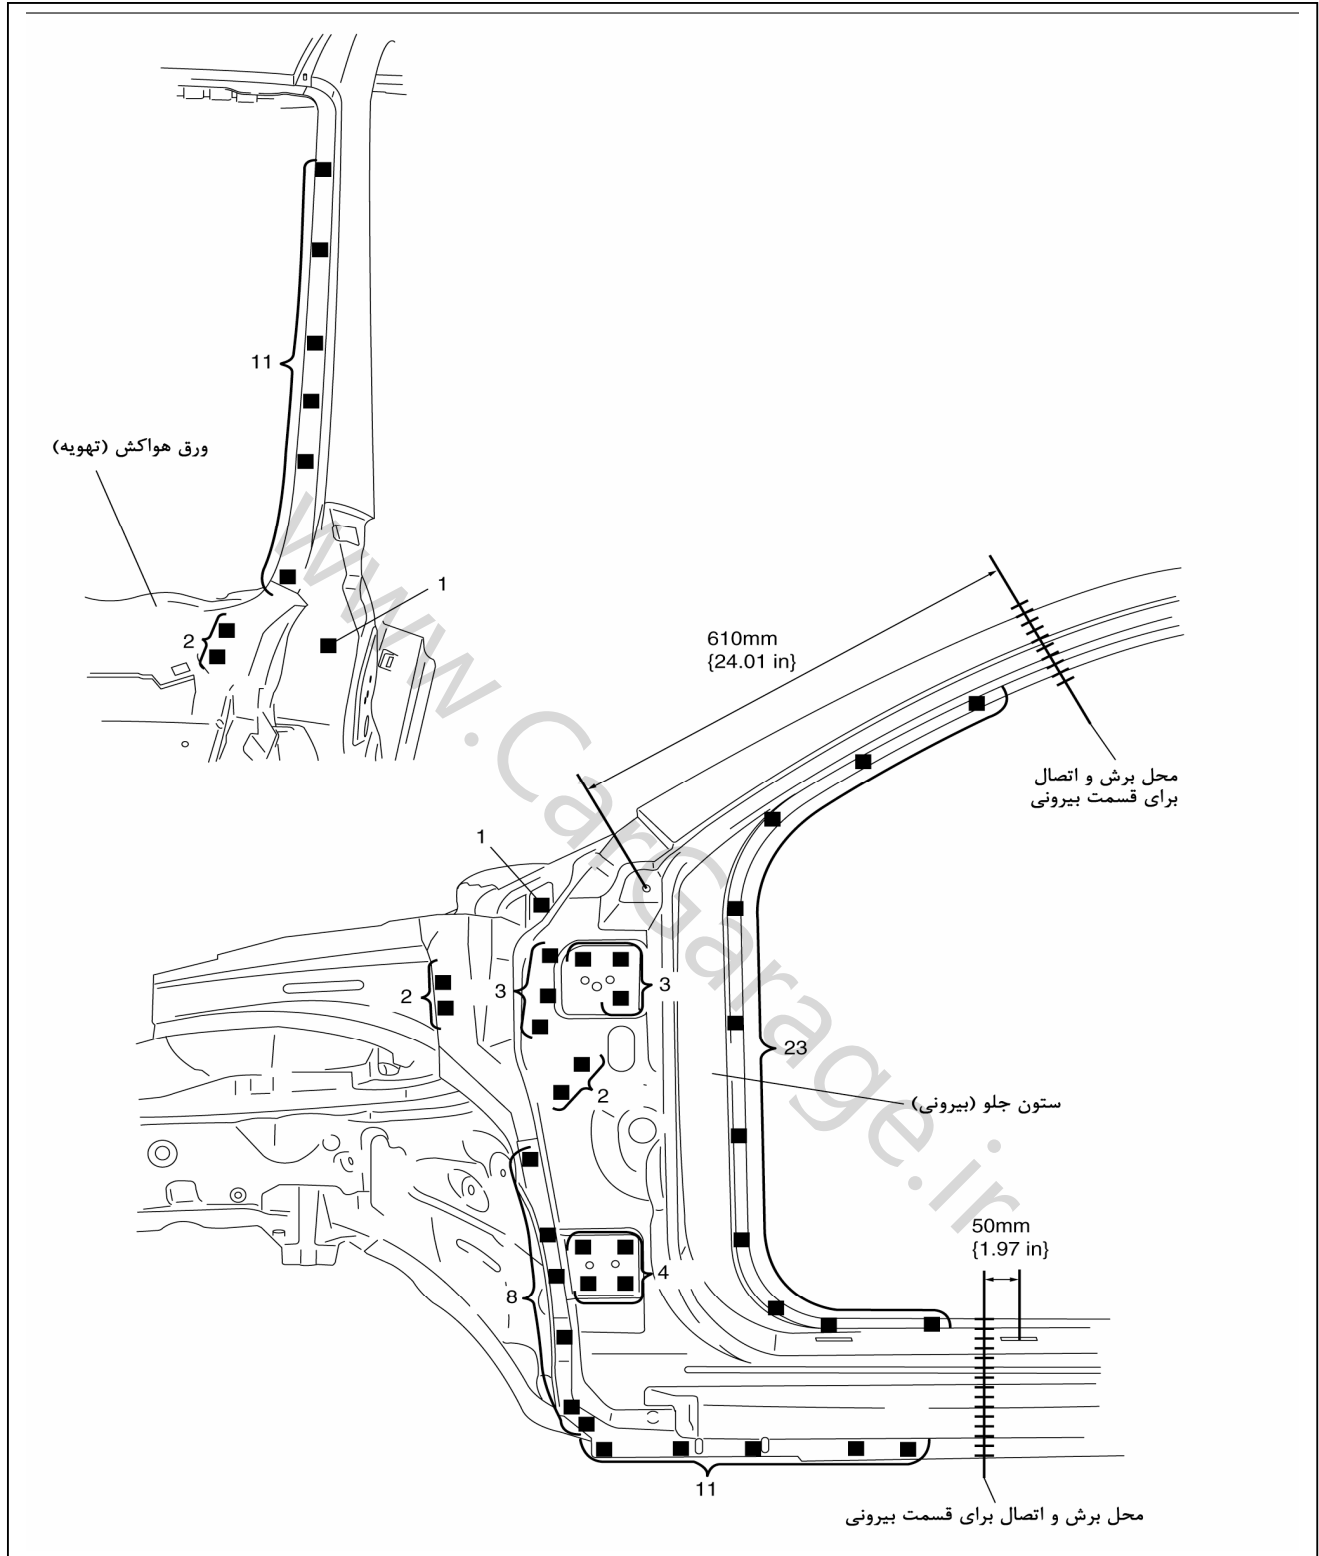 11
ورق هواکش (تهویه)
1
2
610mm
{24.01 in}
محل برش و اتصال
برای قسمت بیرونی
1
2
3
3
23
2
ستون جلو (بیرونی)
50mm
{1.97 in}
4
8
11
محل برش و اتصال برای قسمت بیرونی
www.CarGarage.ir